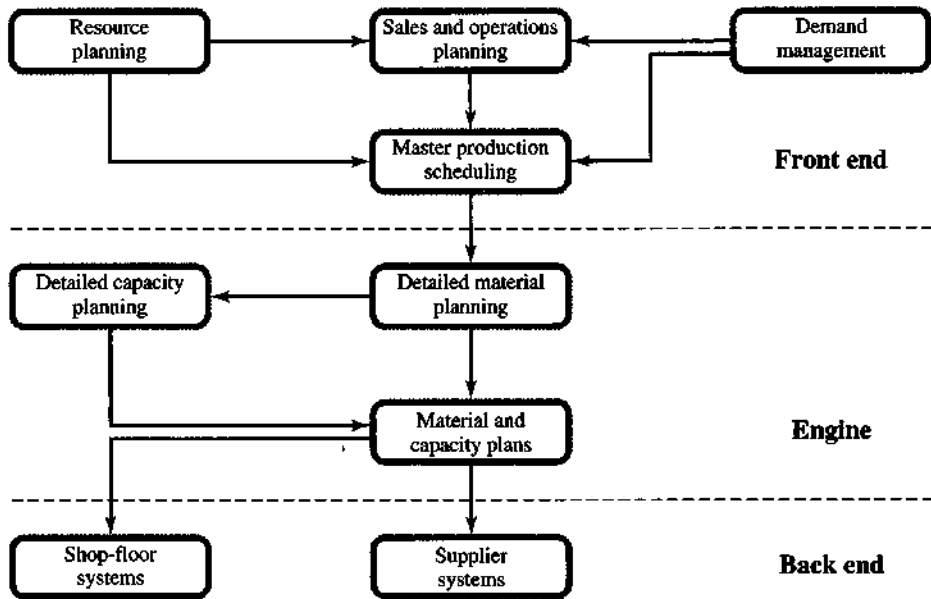 Resource
planning
Sales and operations
planning
Demand
management
Master production
scheduling
Front end
Detailed capacity
planning
Detailed material
planning
Material and
capacity plans
Engine
Shop-floor
systems
Supplier
systems
Back end